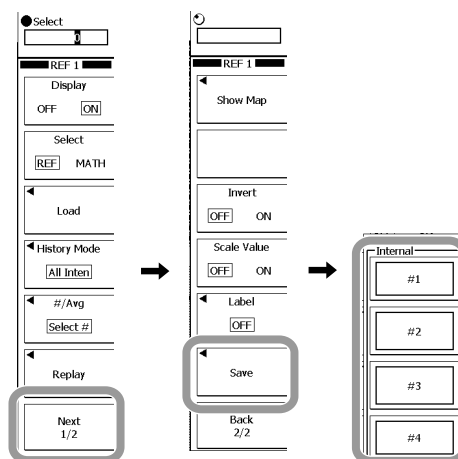 Select
0
REF 1
Display
OFF ON
Select
REF MATH
Load
History Mode
All Inten
#/Avg
Select #
Replay
Next
1/2
REF 1
Show Map
Invert
OFF ON
Scale Value
OFF ON
Label
OFF
Save
Back
2/2
Internal
#1
#2
#3
#4